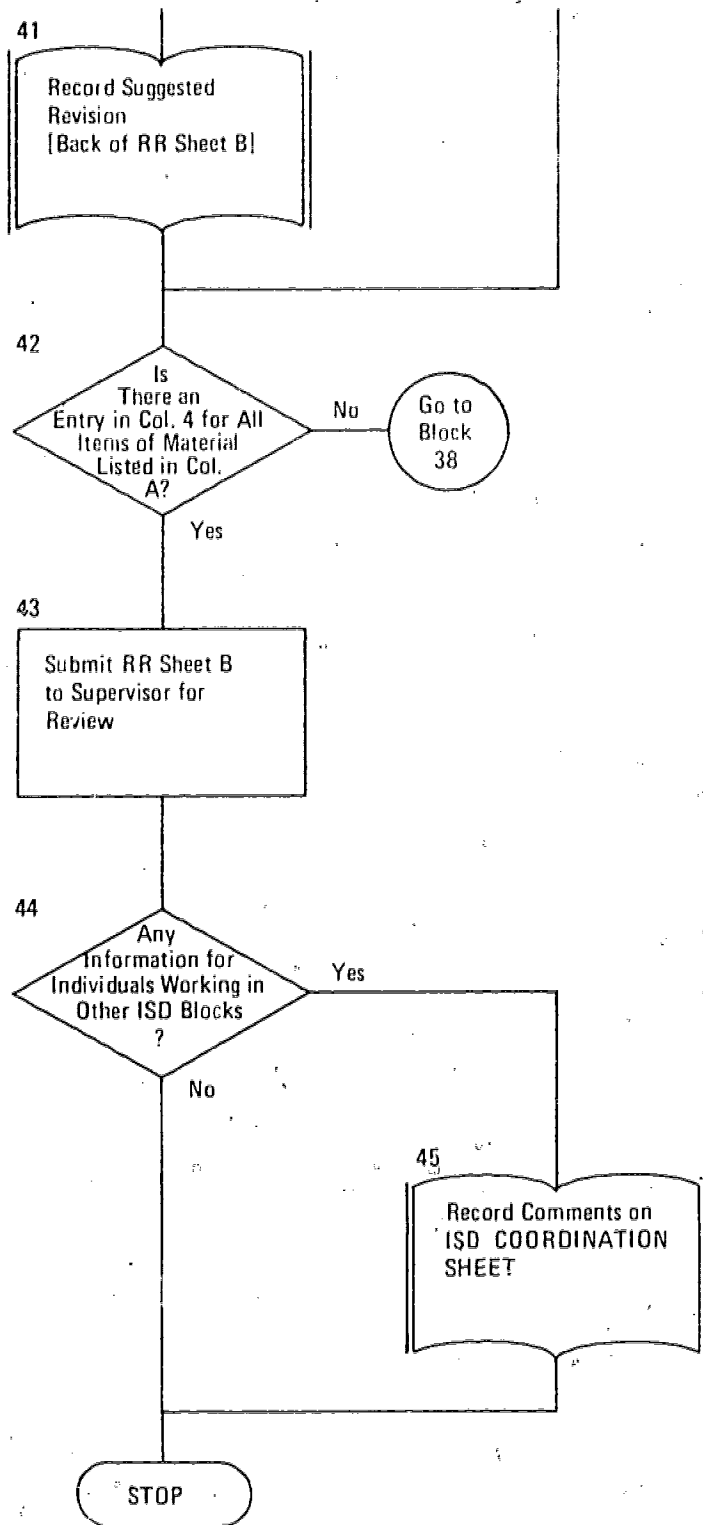 41
Record Suggested
Revision
[Back of RR Sheet B]
42
Is
There an
Entry in Col. 4 for All
Items of Material
Listed in Col.
A?
No
Go to
Block
38
Yes
43
Submit RR Sheet B
to Supervisor for
Review
44
Any
Information for
Individuals Working in
Other ISD Blocks
?
Yes
No
45
Record Comments on
ISD COORDINATION
SHEET
STOP